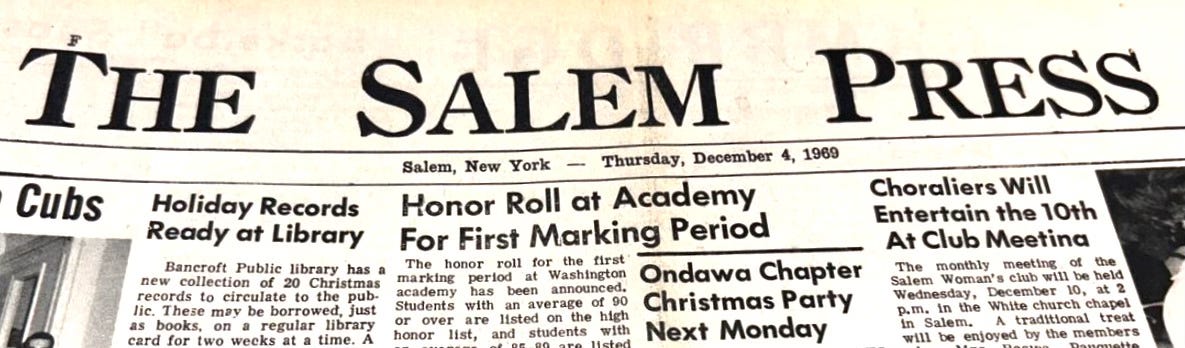 F
THE SALEM PRESS
Salem, New York — Thursday, December 4, 1969
Cubs
Holiday Records
Ready at Library
Bancroft Public library has a
new collection of 20 Christmas
records to circulate to the pub-
lic. These may be borrowed, just
as books, on a regular library
card for two weeks at a time. A
Honor Roll at Academy
For First Marking Period
The honor roll for the first
marking period at Washington
academy has been announced.
Students with an average of 90
or over are listed on the high
honor list, and students with
85-89 are listed
Ondawa Chapter
Christmas Party
Next Monday
Choraliers Will
Entertain the 10th
At Club Meeting
The monthly meeting of the
Salem Woman's club will be held
Wednesday, December 10, at 2
p.m. in the White church chapel
in Salem. A traditional treat
will be enjoyed by the members